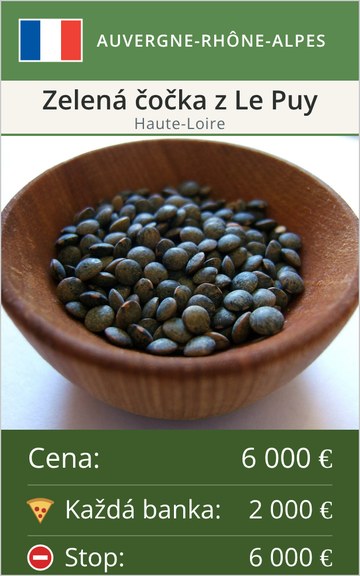 AUVERGNE-RHÔNE-ALPES
Zelená čočka z Le Puy
Haute-Loire
Cena: 6 000 €
Každá banka: 2 000 €
Stop: 6 000 €